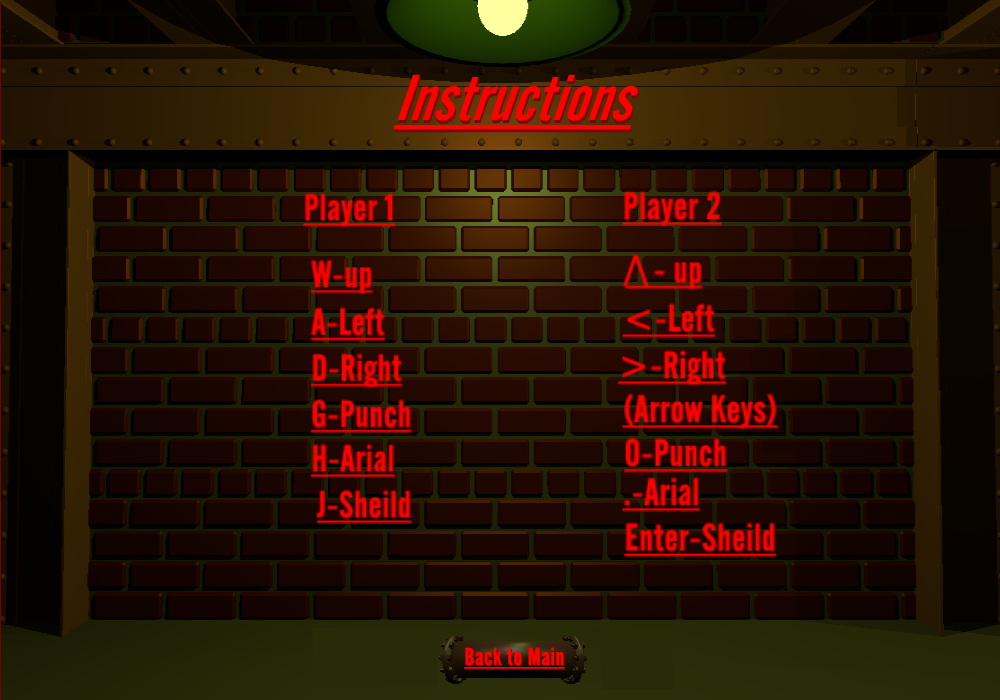 Instructions
Player 1
W-up
A-Left
D-Right
G-Punch
H-Arial
J-Sheild
Player 2
/\ - up
< -Left
> -Right
(Arrow Keys)
0-Punch
.-Arial
Enter-Sheild
Back to Main